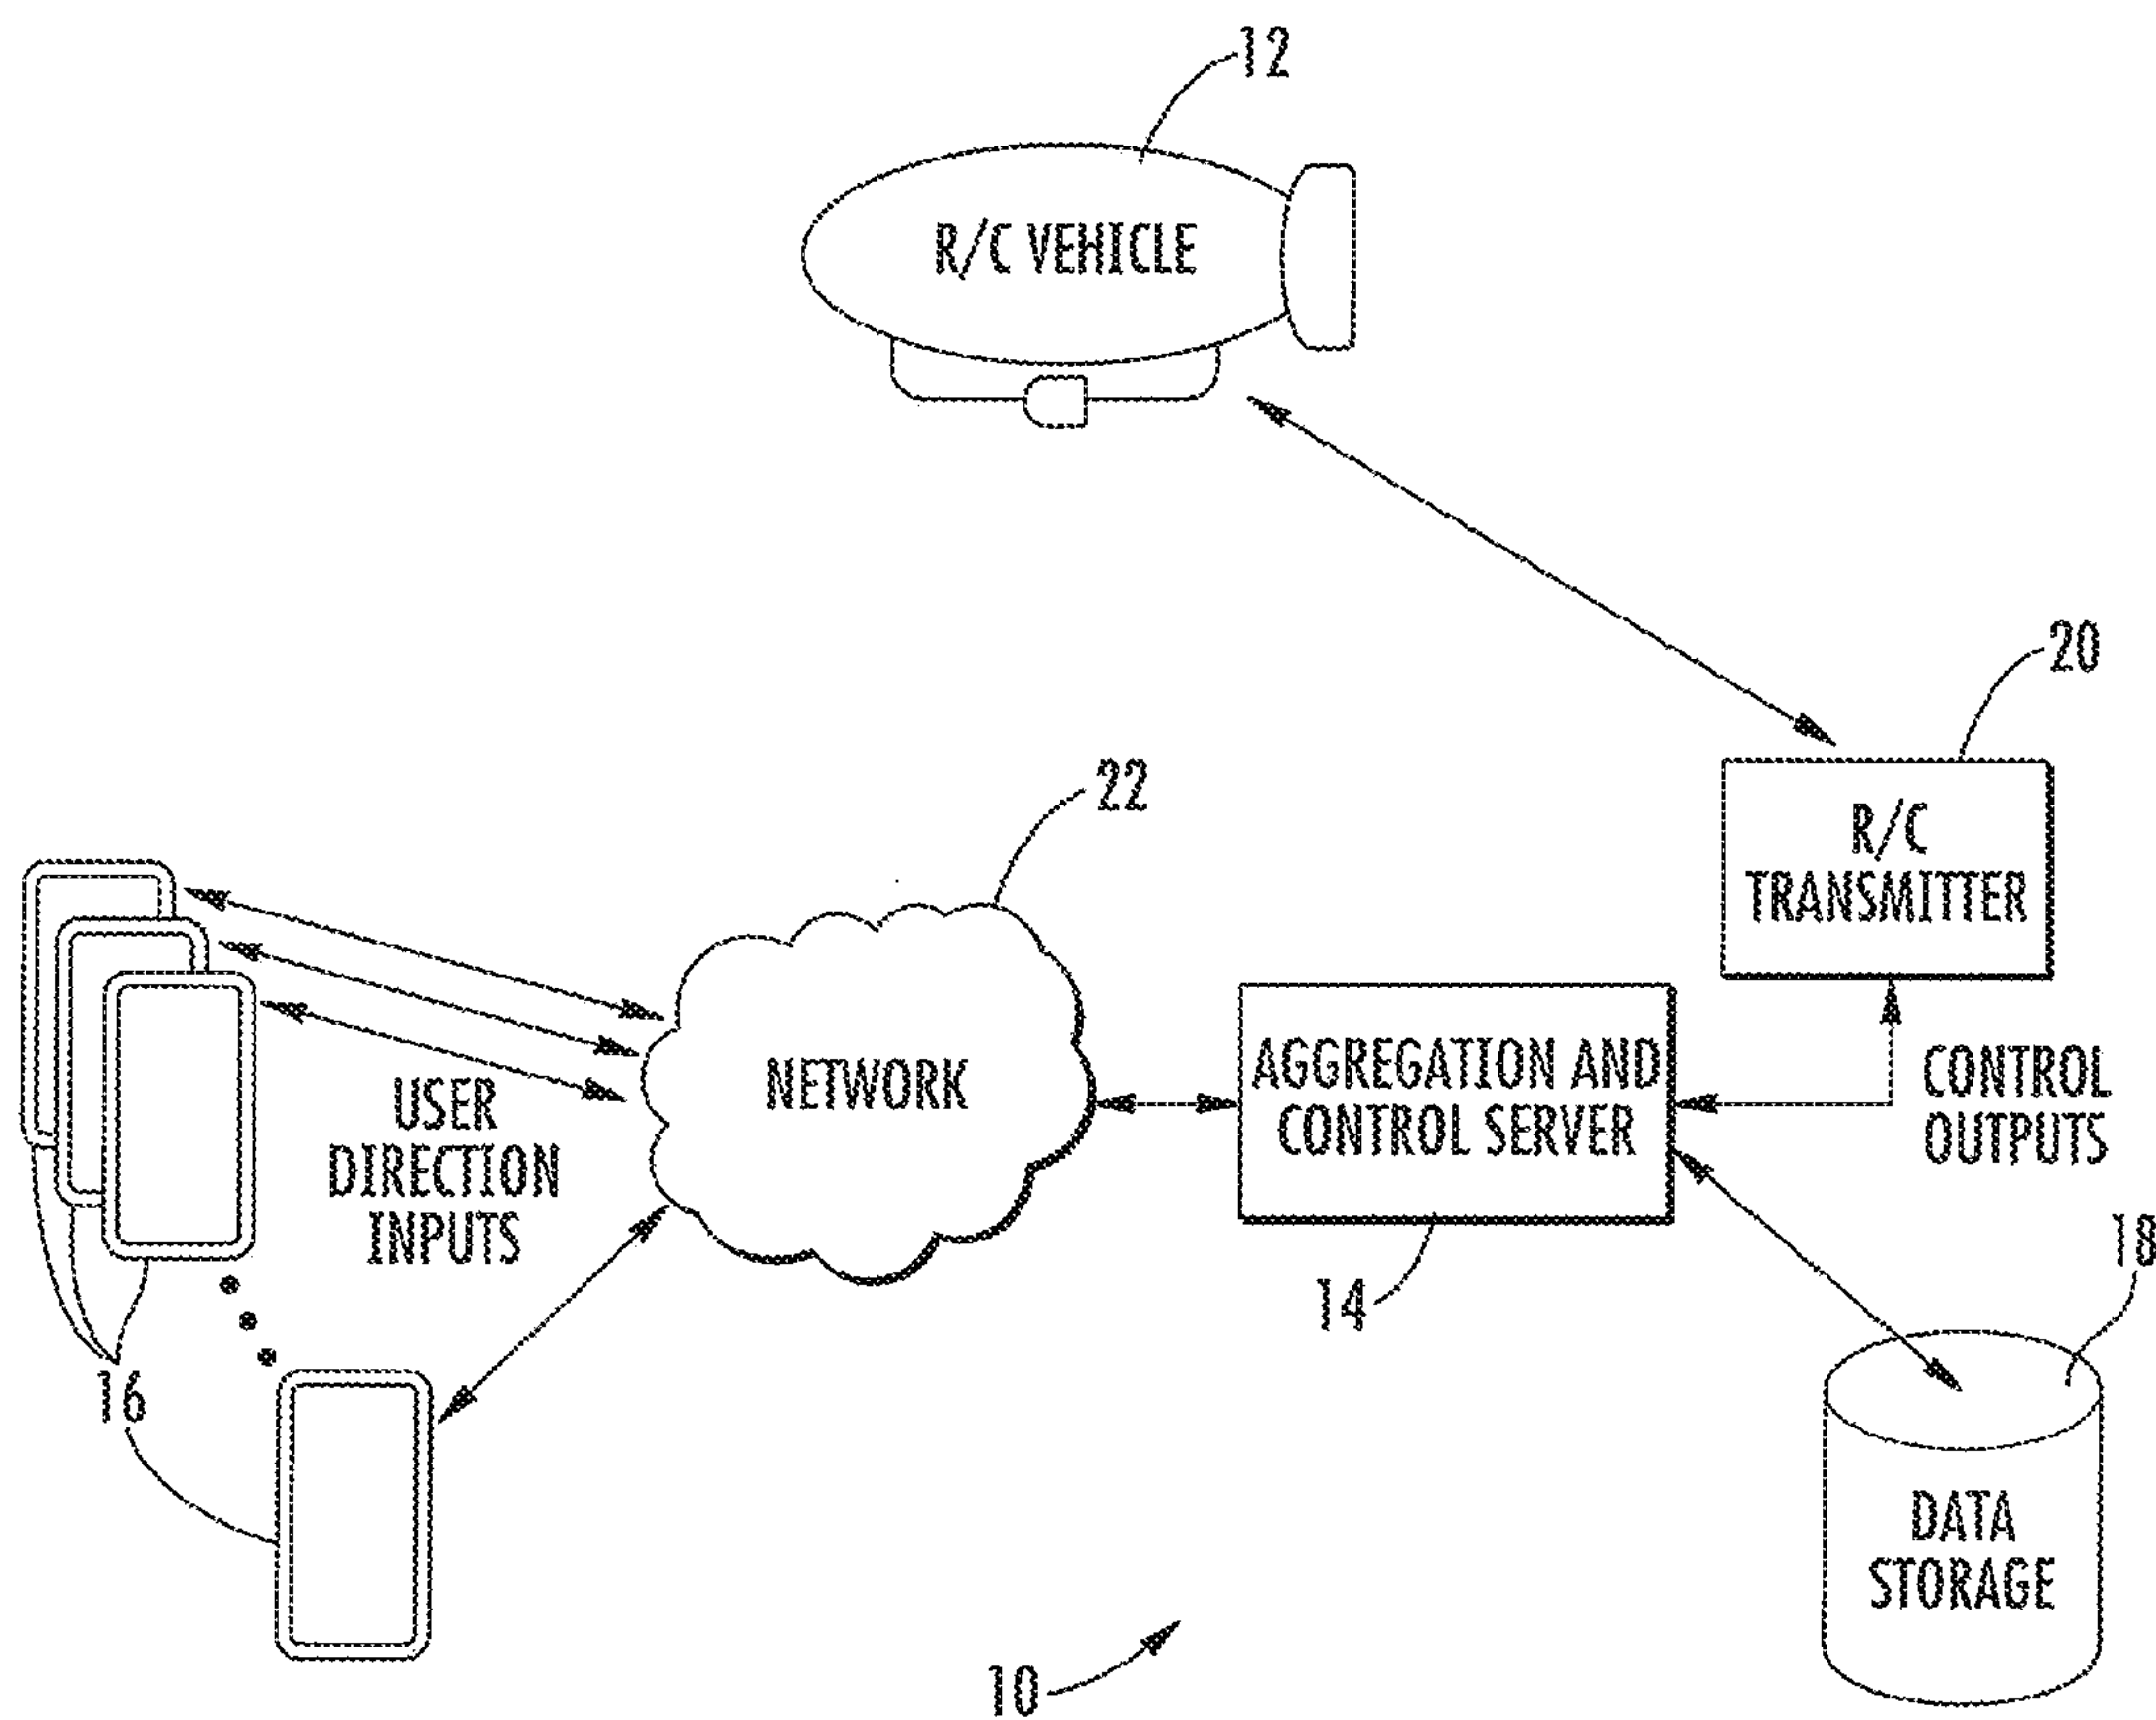 12
R/C VEHICLE
20
R/C
TRANSMITTER
22
NETWORK
USER
DIRECTION
INPUTS
AGGREGATION AND
CONTROL SERVER
CONTROL
OUTPUTS
14
18
16
DATA
STORAGE
10